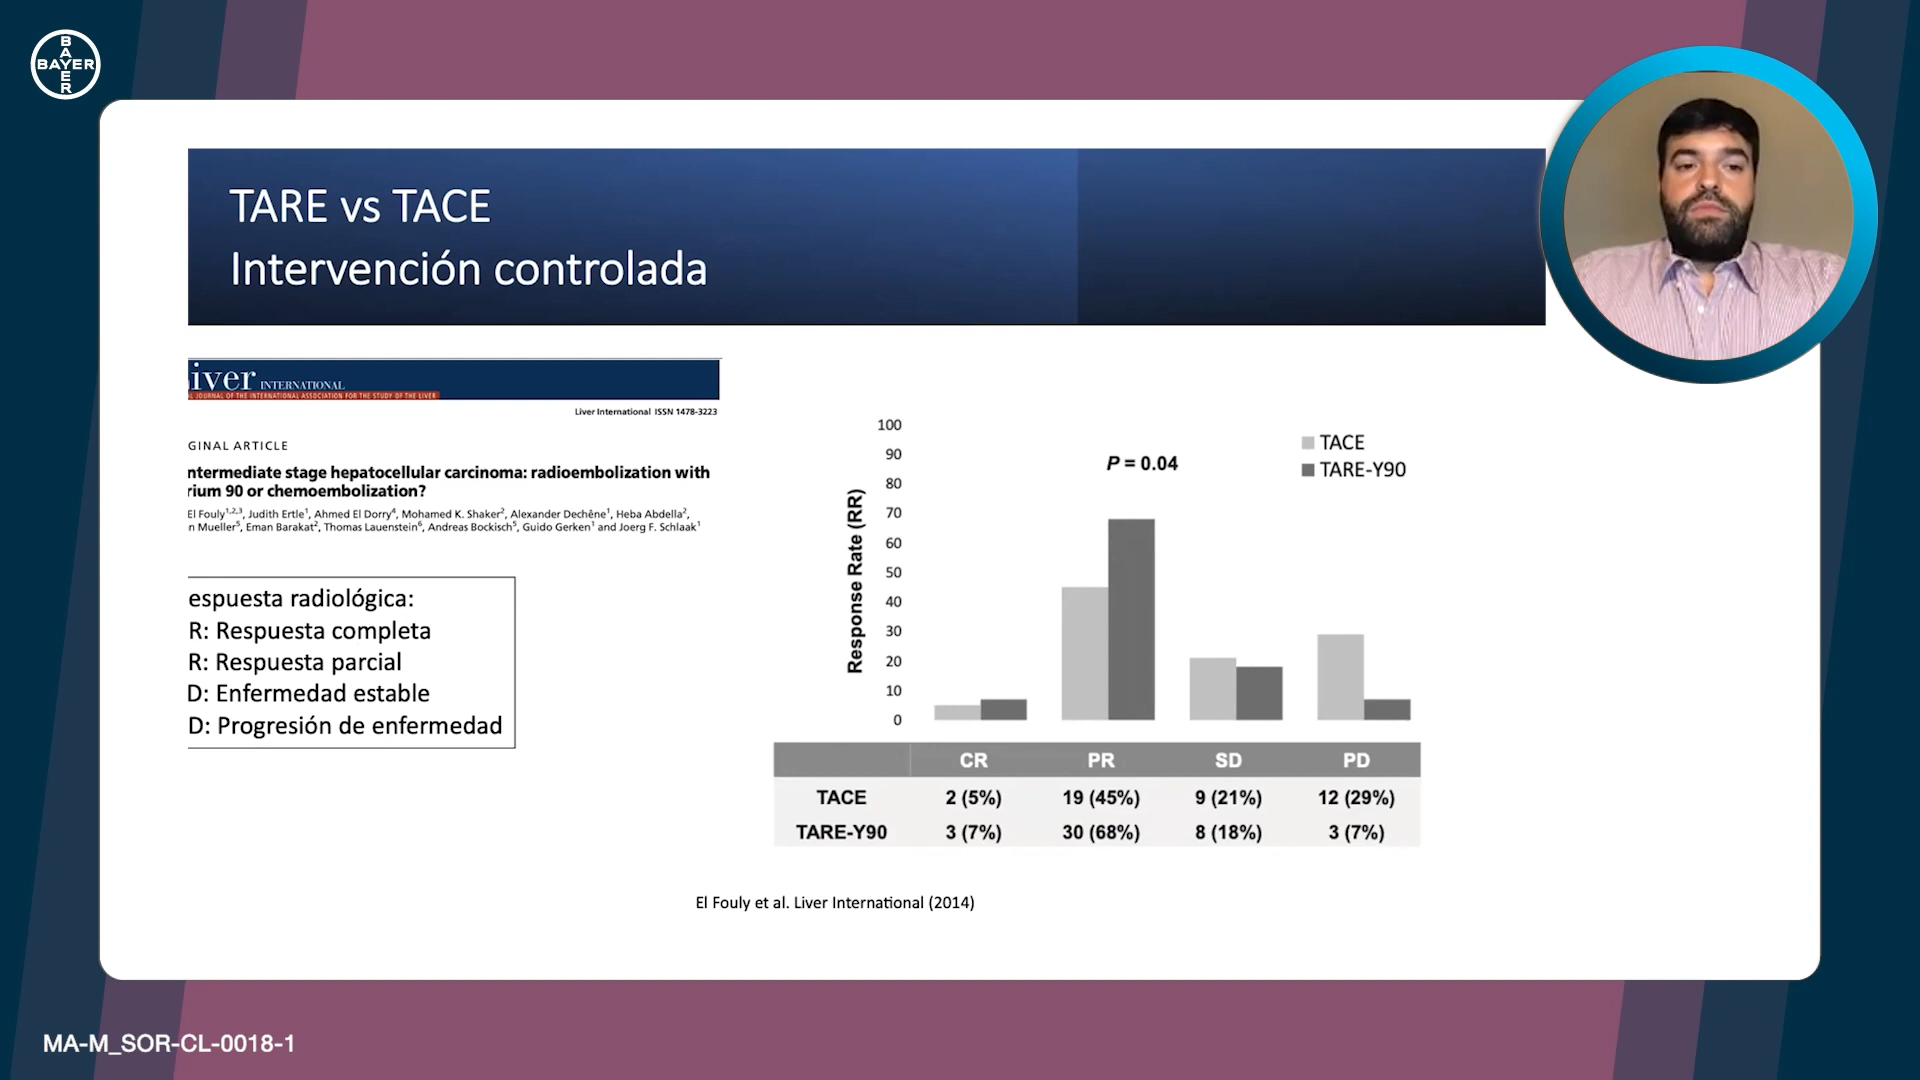 BAYER
BAYER
TARE vs TACE
Intervención controlada
iver INTERNATIONAL
JOURNAL OF THE INTERNATIONAL ASSOCIATION FOR THE STUDY OF THE LIVER
Liver International ISSN 1478-3223
GINAL ARTICLE
ntermediate stage hepatocellular carcinoma: radioembolization with
rium 90 or chemoembolization?
El Fouly1,2,3, Judith Ertle1, Ahmed El Dorry4, Mohamed K. Shaker2, Alexander Dechêne1, Heba Abdella2,
n Mueller5, Eman Barakat2, Thomas Lauenstein6, Andreas Bockisch5, Guido Gerken1 and Joerg F. Schlaak1
espuesta radiológica:
R: Respuesta completa
R: Respuesta parcial
D: Enfermedad estable
D: Progresión de enfermedad
Response Rate (RR)
100
90
80
70
60
50
40
30
20
10
0
P = 0.04
TACE
TARE-Y90
CR PR SD PD
TACE 2 (5%) 19 (45%) 9 (21%) 12 (29%)
TARE-Y90 3 (7%) 30 (68%) 8 (18%) 3 (7%)
El Fouly et al. Liver International (2014)
MA-M_SOR-CL-0018-1